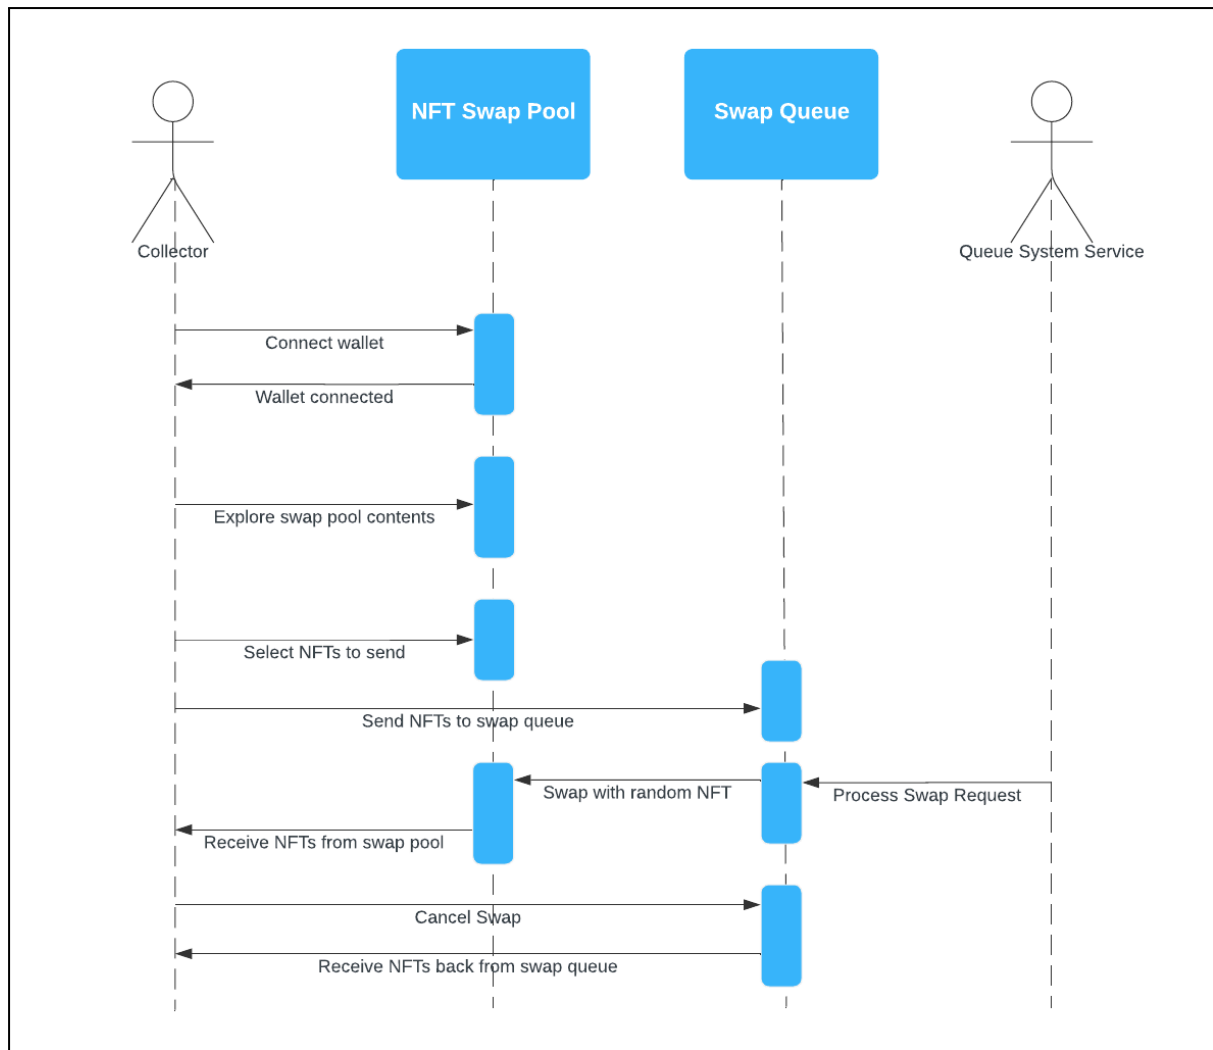 NFT Swap Pool
Swap Queue
Collector
Queue System Service
Connect wallet
Wallet connected
Explore swap pool contents
Select NFTs to send
Send NFTs to swap queue
Swap with random NFT
Process Swap Request
Receive NFTs from swap pool
Cancel Swap
Receive NFTs back from swap queue